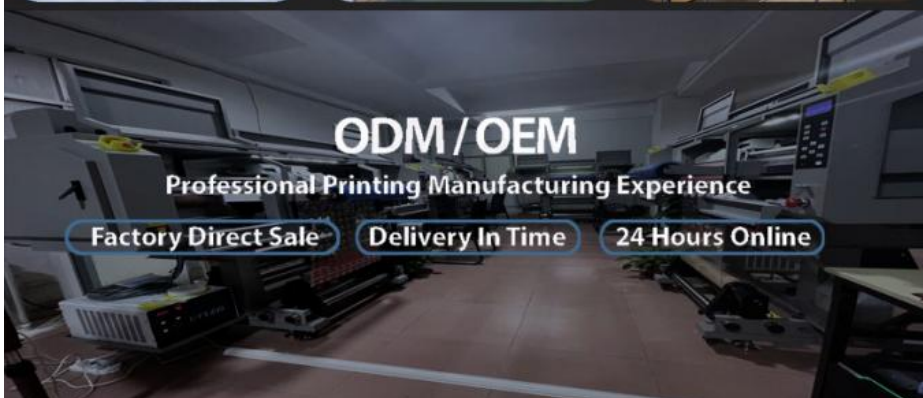 ODM / OEM
Professional Printing Manufacturing Experience
Factory Direct Sale
Delivery In Time
24 Hours Online